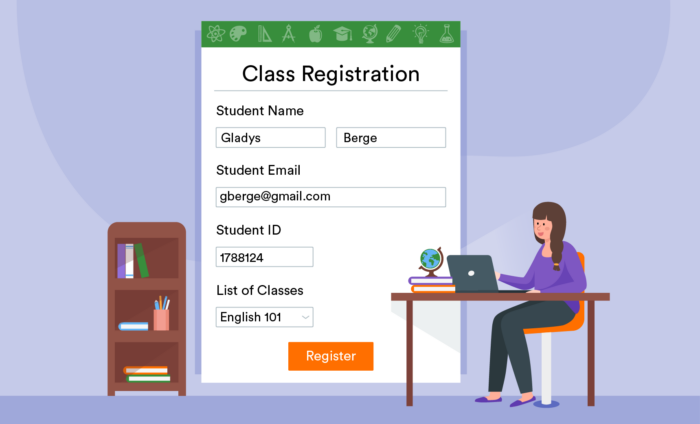 Class Registration
Student Name
Gladys Berge
Student Email
gberge@gmail.com
Student ID
1788124
List of Classes
English 101
Register